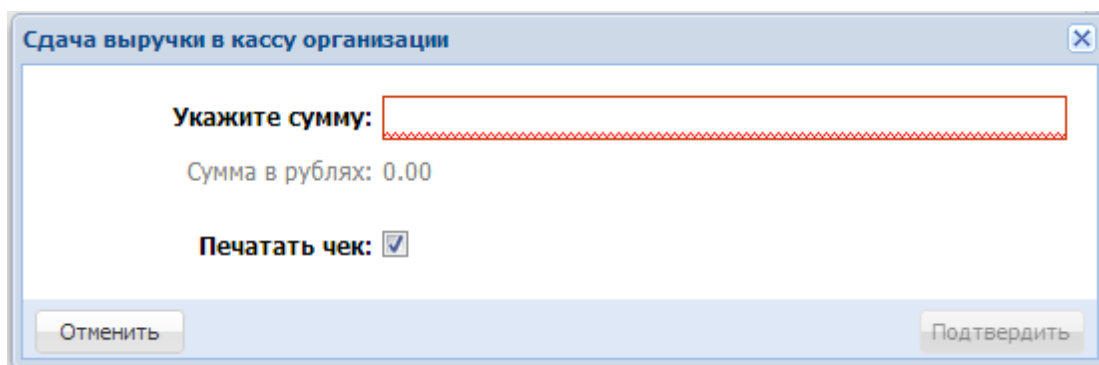 Сдача выручки в кассу организации
Укажите сумму:
Сумма в рублях: 0.00
Печатать чек:
Отменить
Подтвердить